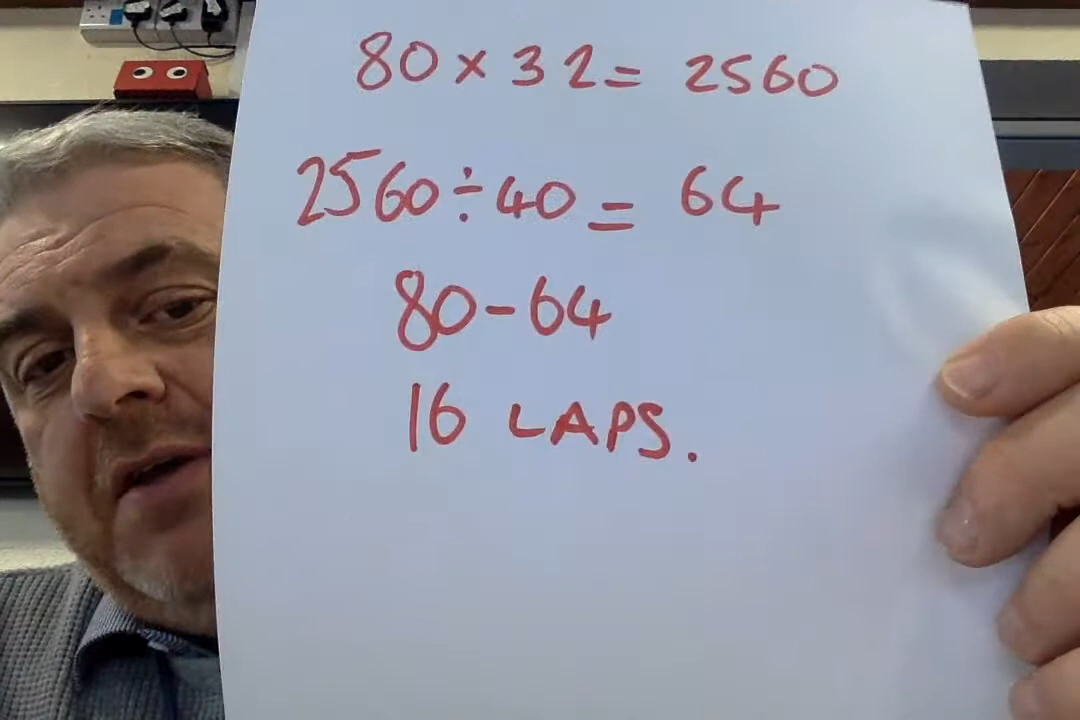 80 × 32 = 2560
2560 ÷ 40 = 64
80 - 64
16 LAPS.